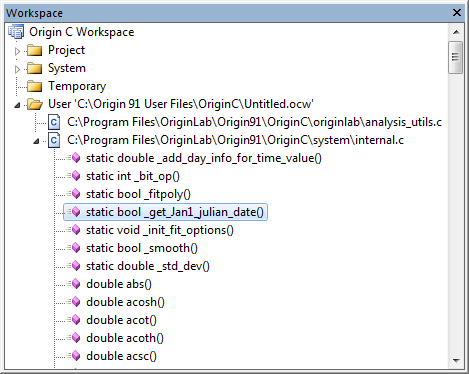 Workspace
Origin C Workspace
Project
System
Temporary
User 'C:\Origin 91 User Files\OriginC\Untitled.ocw'
C:\Program Files\OriginLab\Origin91\OriginC\originlab\analysis_utils.c
C:\Program Files\OriginLab\Origin91\OriginC\system\internal.c
static double _add_day_info_for_time_value()
static int _bit_op()
static bool _fitpoly()
static bool _get_Jan1_julian_date()
static void _init_fit_options()
static bool _smooth()
static double _std_dev()
double abs()
double acosh()
double acot()
double acoth()
double acsc()